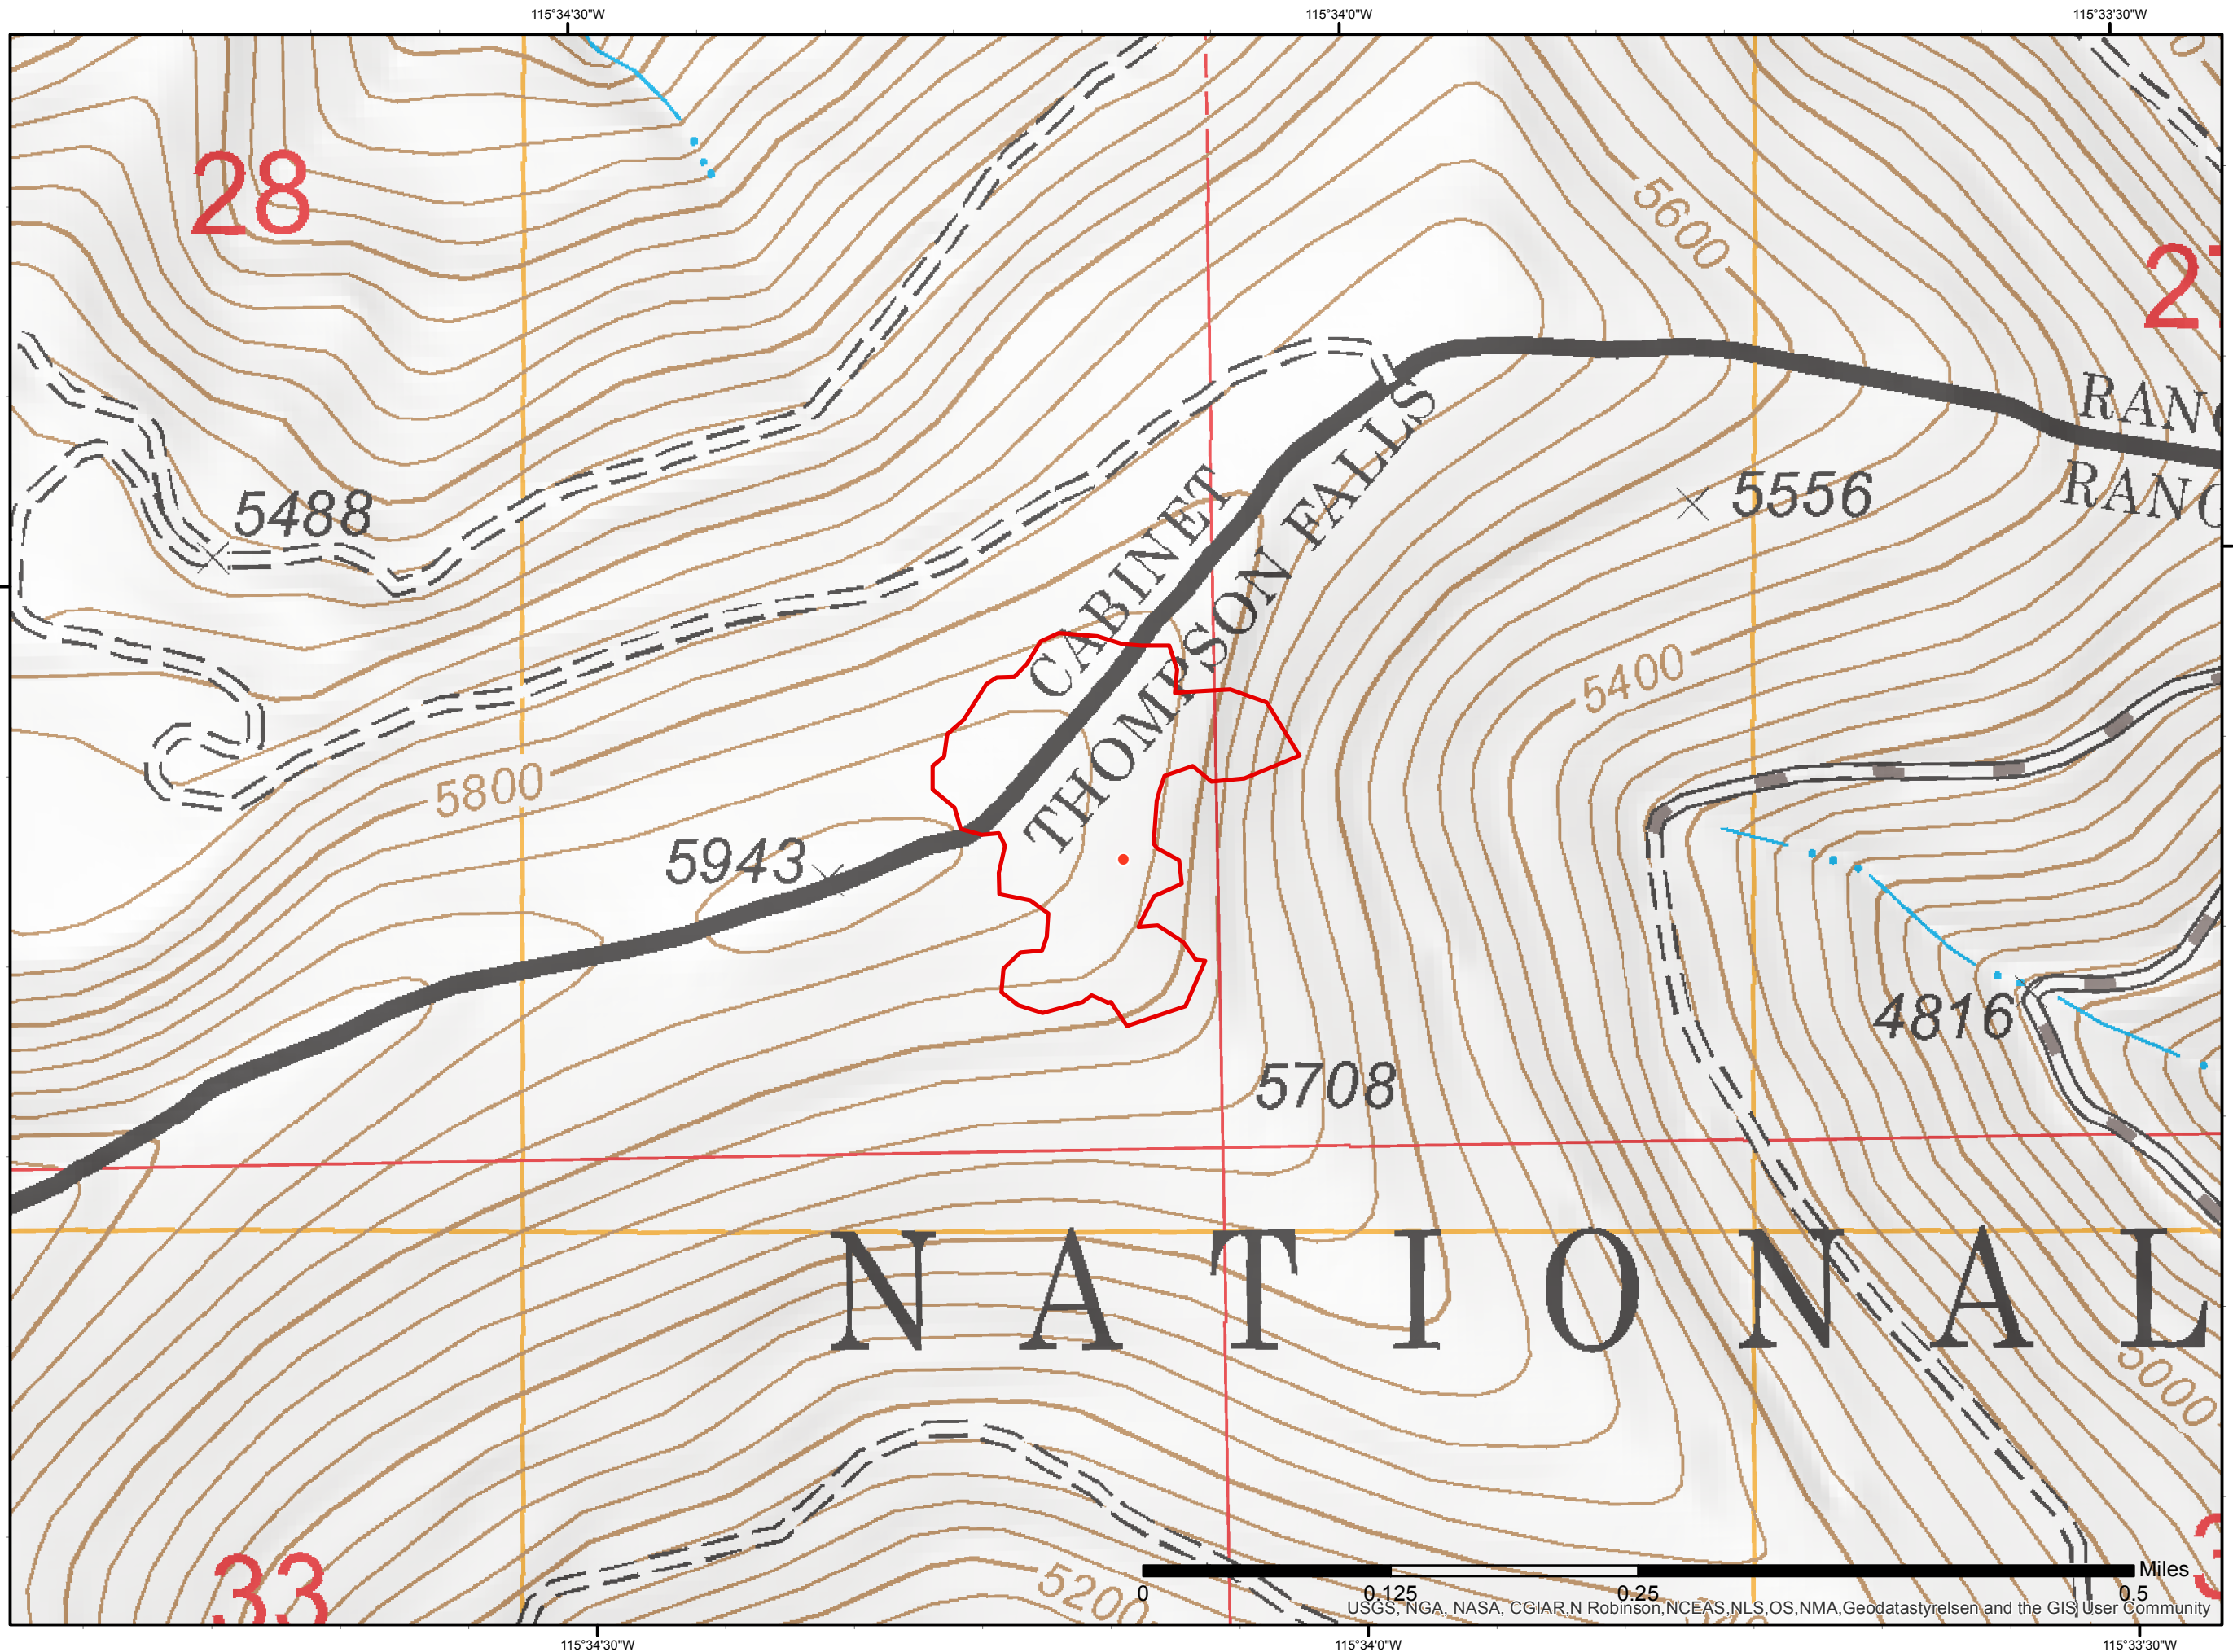 115°34'30"W
115°34'0"W
115°33'30"W
28
5600
RAN
5488
CABINET
THOMPSON FALLS
5556
RAN
5400
5800
5943
4816
5708
NATIONAL
5000
33
5200
Miles
0
0.125
0.25
0.5
USGS, NGA, NASA, CGIAR,N Robinson,NCEAS,NLS,OS,NMA,Geodatastyrelsen and the GIS User Community
115°34'30"W
115°34'0"W
115°33'30"W